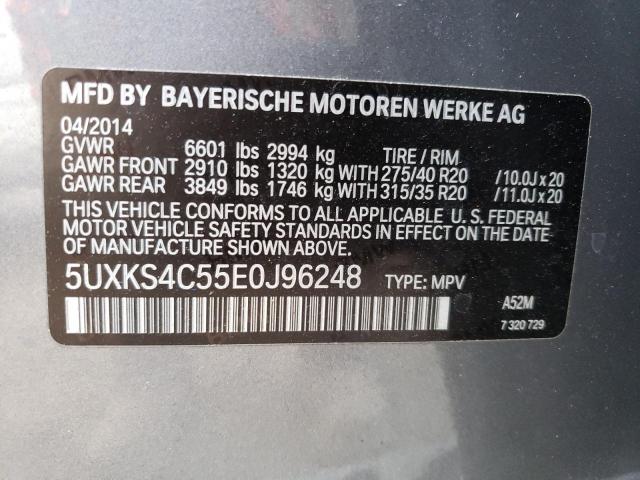 MFD BY BAYERISCHE MOTOREN WERKE AG
04/2014
GVWR 6601 lbs 2994 kg TIRE / RIM
GAWR FRONT 2910 lbs 1320 kg WITH 275/40 R20 /10.0J x 20
GAWR REAR 3849 lbs 1746 kg WITH 315/35 R20 /11.0J x 20
THIS VEHICLE CONFORMS TO ALL APPLICABLE U. S. FEDERAL
MOTOR VEHICLE SAFETY STANDARDS IN EFFECT ON THE DATE
OF MANUFACTURE SHOWN ABOVE.
5UXKS4C55E0J96248 TYPE: MPV
A52M
7 320 729